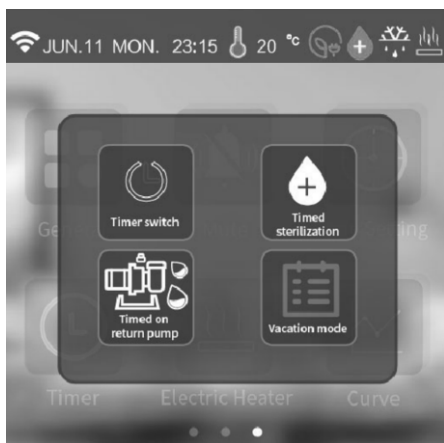 JUN.11 MON. 23:15 20 °C
Timer switch
Timed
sterilization
Timed on
return pump
Vacation mode
Timer
Electric Heater
Curve